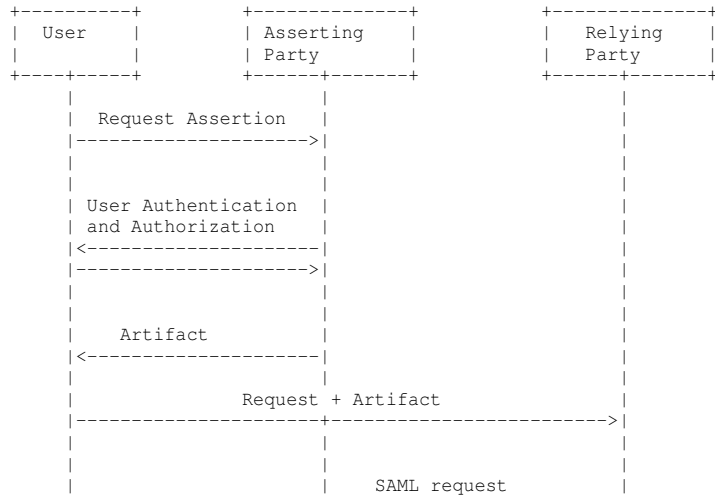 User Asserting Relying
Party Party
Request Assertion
User Authentication
and Authorization
Artifact
Request + Artifact
SAML request